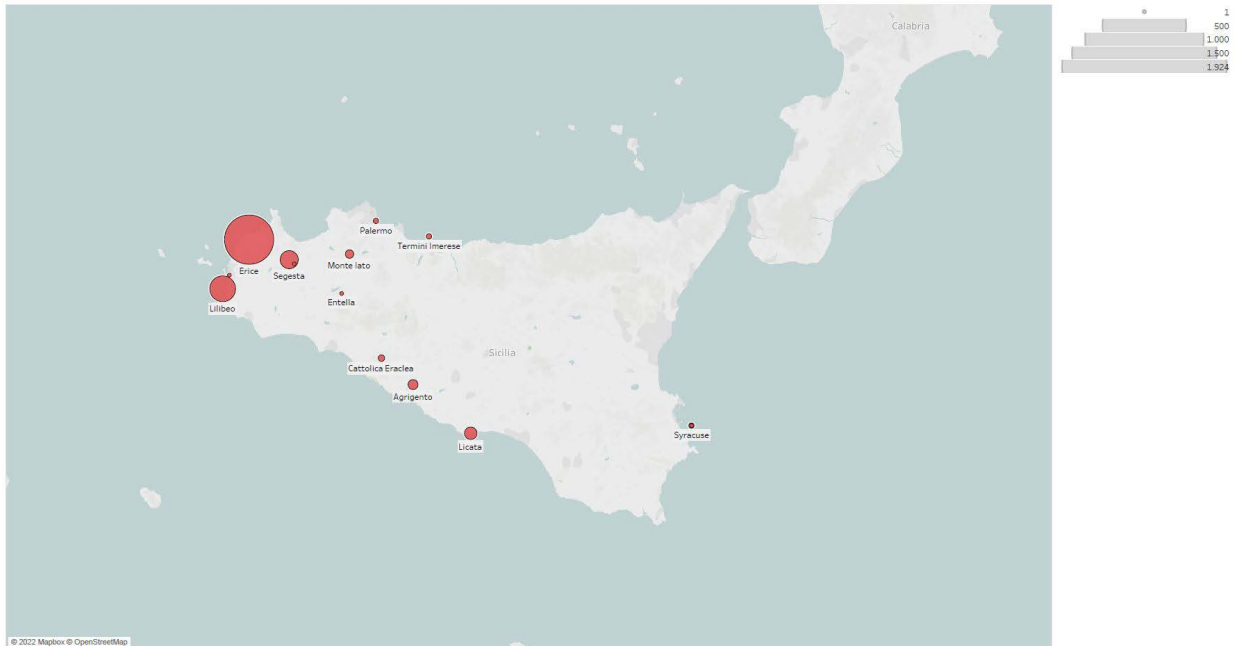 Calabria
1
500
1.000
1.500
1.924
Palermo
Termini Imerese
Erice
Segesta
Monte Iato
Lilibeo
Entella
Sicilia
Cattolica Eraclea
Agrigento
Syracuse
Licata
© 2022 Mapbox © OpenStreetMap